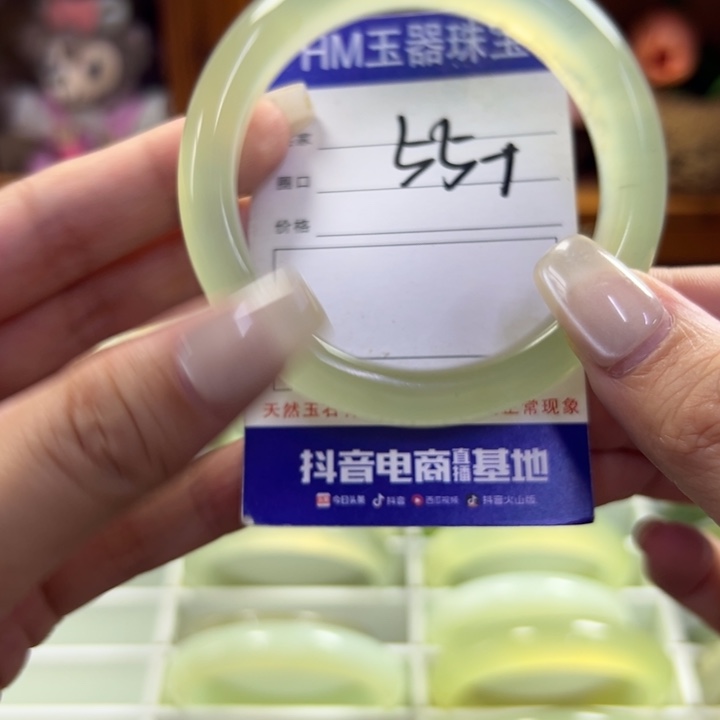 HM玉器珠宝
551
圈口
价格
天然玉石
正常现象
抖音电商直播基地
今日头条 抖音 西瓜视频 抖音火山版